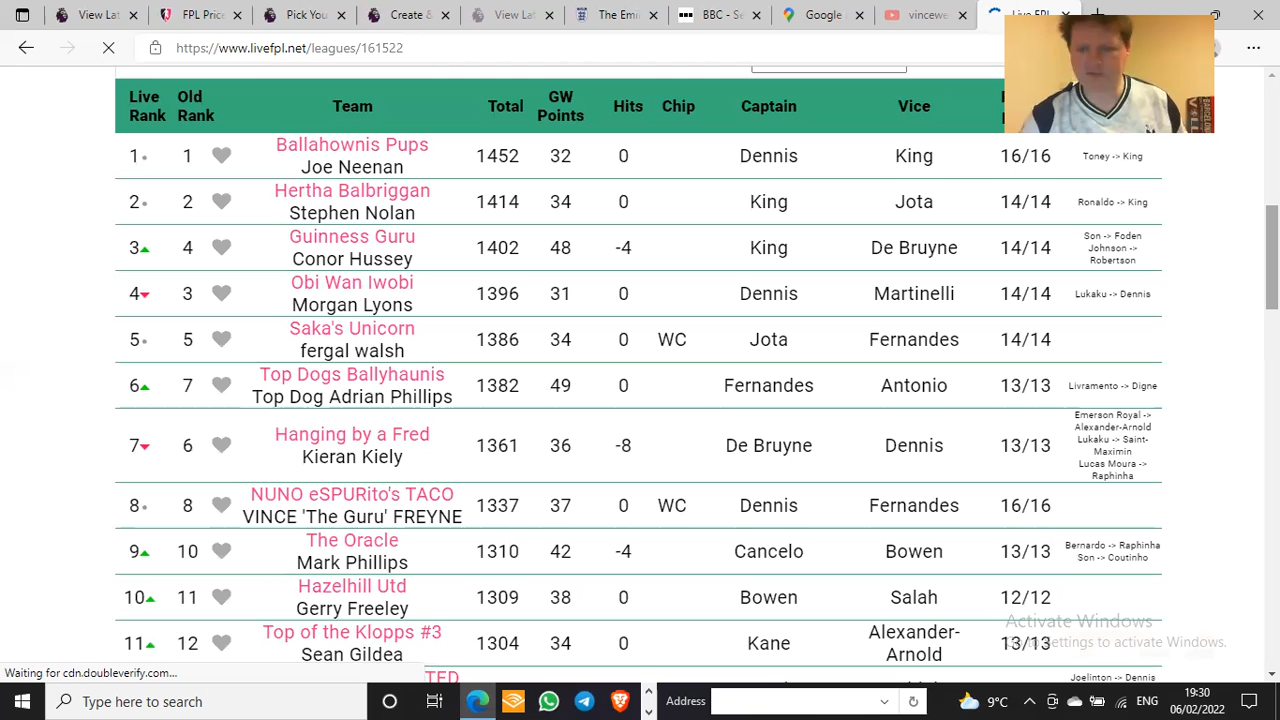 Unread
FPL Pick
Unread
Unread
Captain
Video E
The Emi
BBC - Se
Google
https://www.livefpl.net/leagues/161522
Live Rank Old Rank Team Total GW Points Hits Chip Captain Vice
1 1 Ballahownis Pups 1452 32 0 Dennis King 16/16 Toney -> King
Joe Neenan
2 2 Hertha Balbriggan 1414 34 0 King Jota 14/14 Ronaldo -> King
Stephen Nolan
3 4 Guinness Guru 1402 48 -4 King De Bruyne 14/14 Son -> Foden
Conor Hussey Johnson -> Robertson
4 3 Obi Wan Iwobi 1396 31 0 Dennis Martinelli 14/14 Lukaku -> Dennis
Morgan Lyons
5 5 Saka's Unicorn 1386 34 0 WC Jota Fernandes 14/14
fergal walsh
6 7 Top Dogs Ballyhaunis 1382 49 0 Fernandes Antonio 13/13 Livramento -> Digne
Top Dog Adrian Phillips
7 6 Hanging by a Fred 1361 36 -8 De Bruyne Dennis 13/13 Emerson Royal -> Alexander-Arnold
Kieran Kiely Lukaku -> Saint-Maximin
Lucas Moura -> Raphinha
8 8 NUNO eSPURito's TACO 1337 37 0 WC Dennis Fernandes 16/16
VINCE 'The Guru' FREYNE
9 10 The Oracle 1310 42 -4 Cancelo Bowen 13/13 Bernardo -> Raphinha
Mark Phillips Son -> Coutinho
10 11 Hazelhill Utd 1309 38 0 Bowen Salah 12/12
Gerry Freeley
11 12 Top of the Klopps #3 1304 34 0 Kane Alexander-Arnold 13/13
Sean Gildea
TED Joelinton -> Dennis
Activate Windows
Go to Settings to activate Windows.
Waiting for cdn.doubleverify.com...
Type here to search
Address
9°C
ENG
19:30
06/02/2022